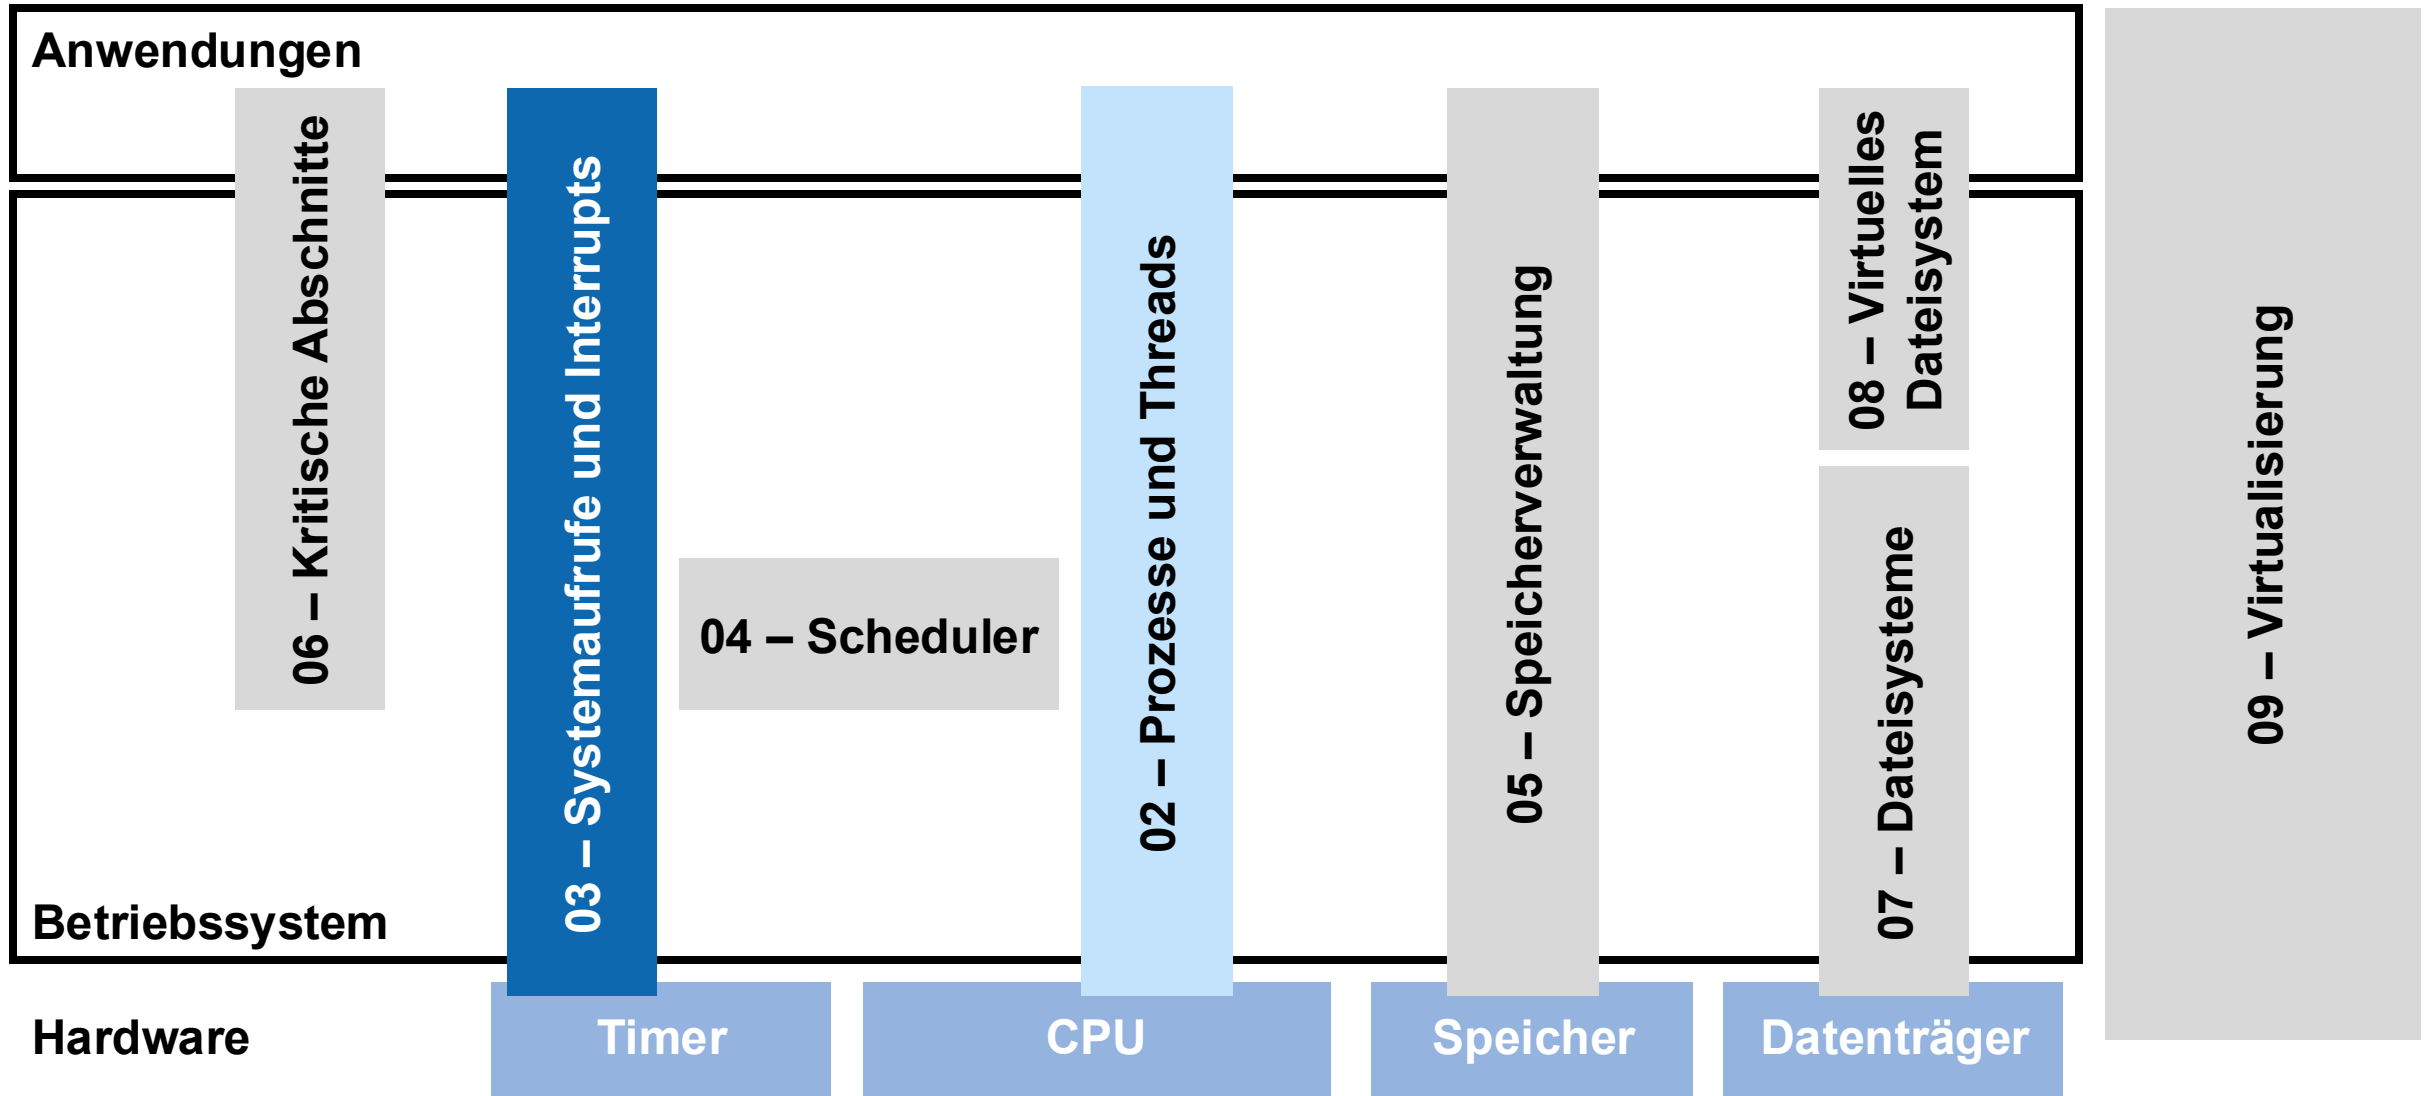 Anwendungen
06 – Kritische Abschnitte
03 – Systemaufrufe und Interrupts
04 – Scheduler
02 – Prozesse und Threads
05 – Speicherverwaltung
08 – Virtuelles
Dateisystem
07 – Dateisysteme
09 – Virtualisierung
Betriebssystem
Hardware
Timer
CPU
Speicher
Datenträger